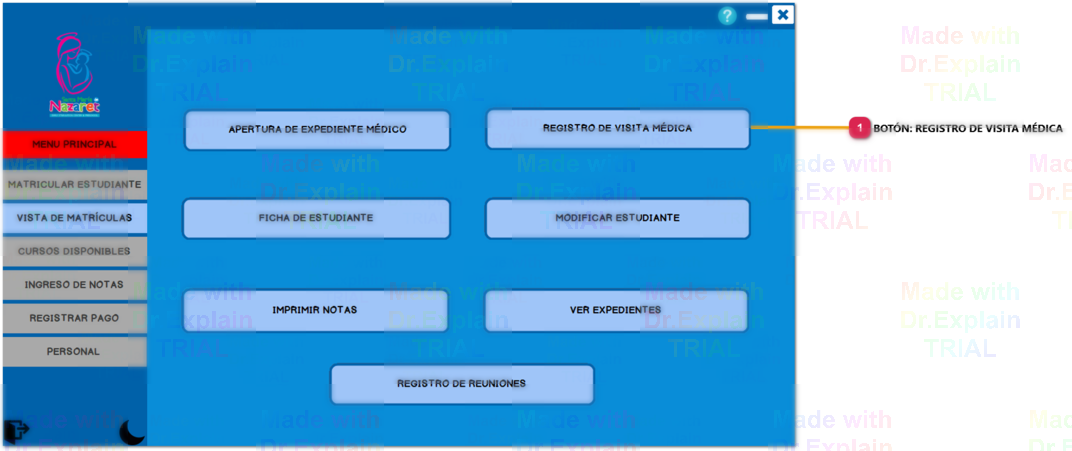 ?
Santa María
Nazaret
MENU PRINCIPAL
MATRICULAR ESTUDIANTE
VISTA DE MATRÍCULAS
CURSOS DISPONIBLES
INGRESO DE NOTAS
REGISTRAR PAGO
PERSONAL
APERTURA DE EXPEDIENTE MÉDICO
REGISTRO DE VISITA MÉDICA
FICHA DE ESTUDIANTE
MODIFICAR ESTUDIANTE
IMPRIMIR NOTAS
VER EXPEDIENTES
REGISTRO DE REUNIONES
1 BOTÓN: REGISTRO DE VISITA MÉDICA
Made with
Dr.Explain
TRIAL